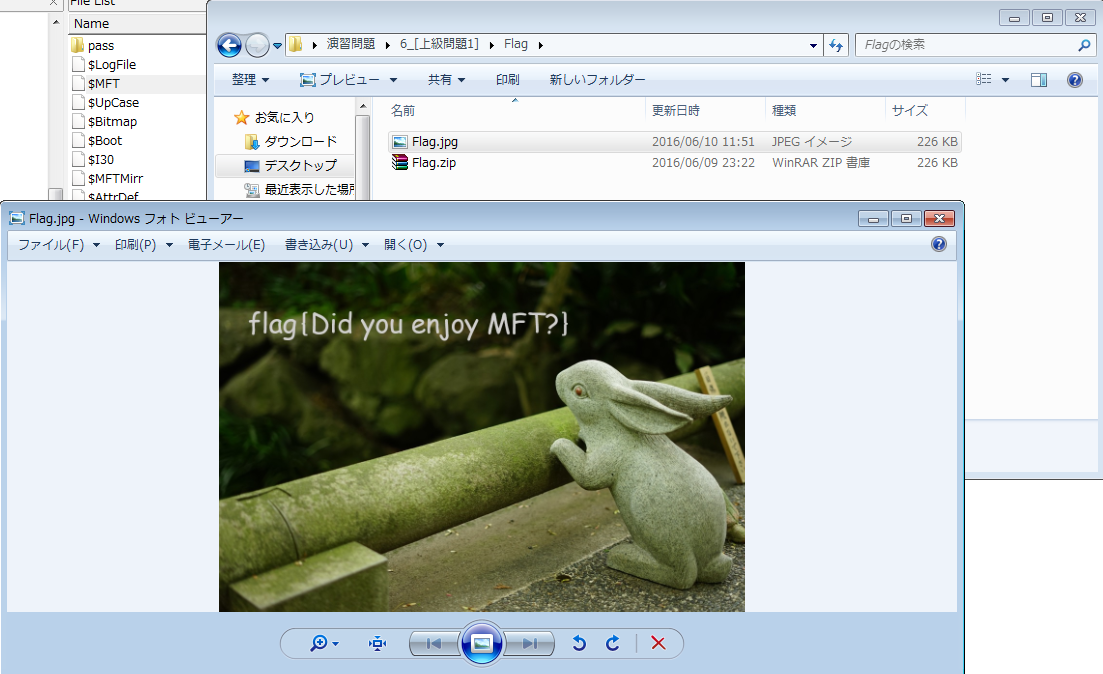 File List
Name
pass
$LogFile
$MFT
$UpCase
$Bitmap
$Boot
$I30
$MFTMirr
$AttrDef
演習問題 6_[上級問題1] Flag
Flagの検索
整理 プレビュー 共有 印刷 新しいフォルダー
お気に入り
ダウンロード
デスクトップ
最近表示した場所
名前 更新日時 種類 サイズ
Flag.jpg 2016/06/10 11:51 JPEG イメージ 226 KB
Flag.zip 2016/06/09 23:22 WinRAR ZIP 書庫 226 KB
Flag.jpg - Windows フォト ビューアー
ファイル(F) 印刷(P) 電子メール(E) 書き込み(U) 開く(O)
flag{Did you enjoy MFT?}